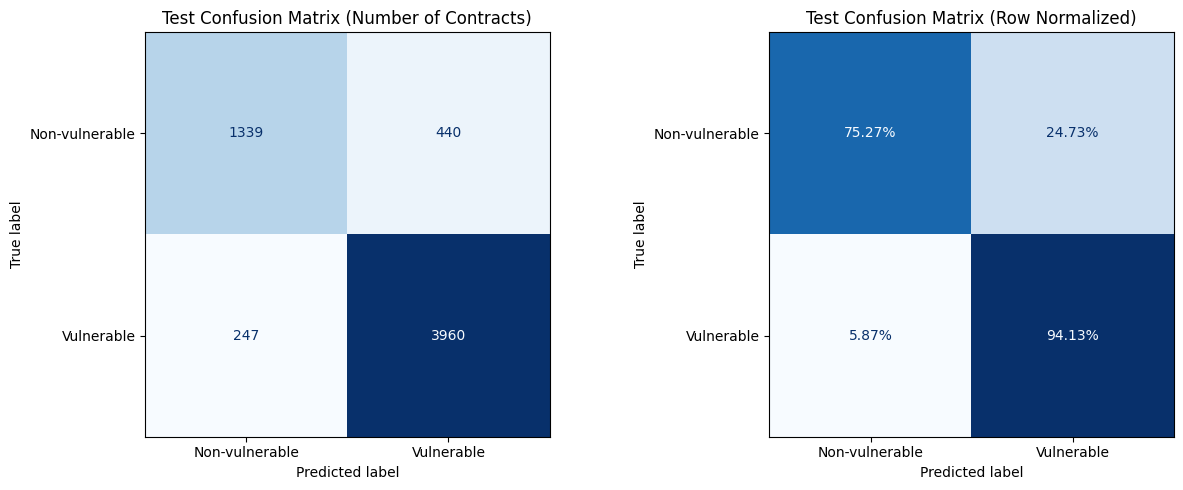 Test Confusion Matrix (Number of Contracts)
True label
Non-vulnerable
1339
440
Vulnerable
247
3960
Non-vulnerable
Vulnerable
Predicted label
Test Confusion Matrix (Row Normalized)
True label
Non-vulnerable
75.27%
24.73%
Vulnerable
5.87%
94.13%
Non-vulnerable
Vulnerable
Predicted label